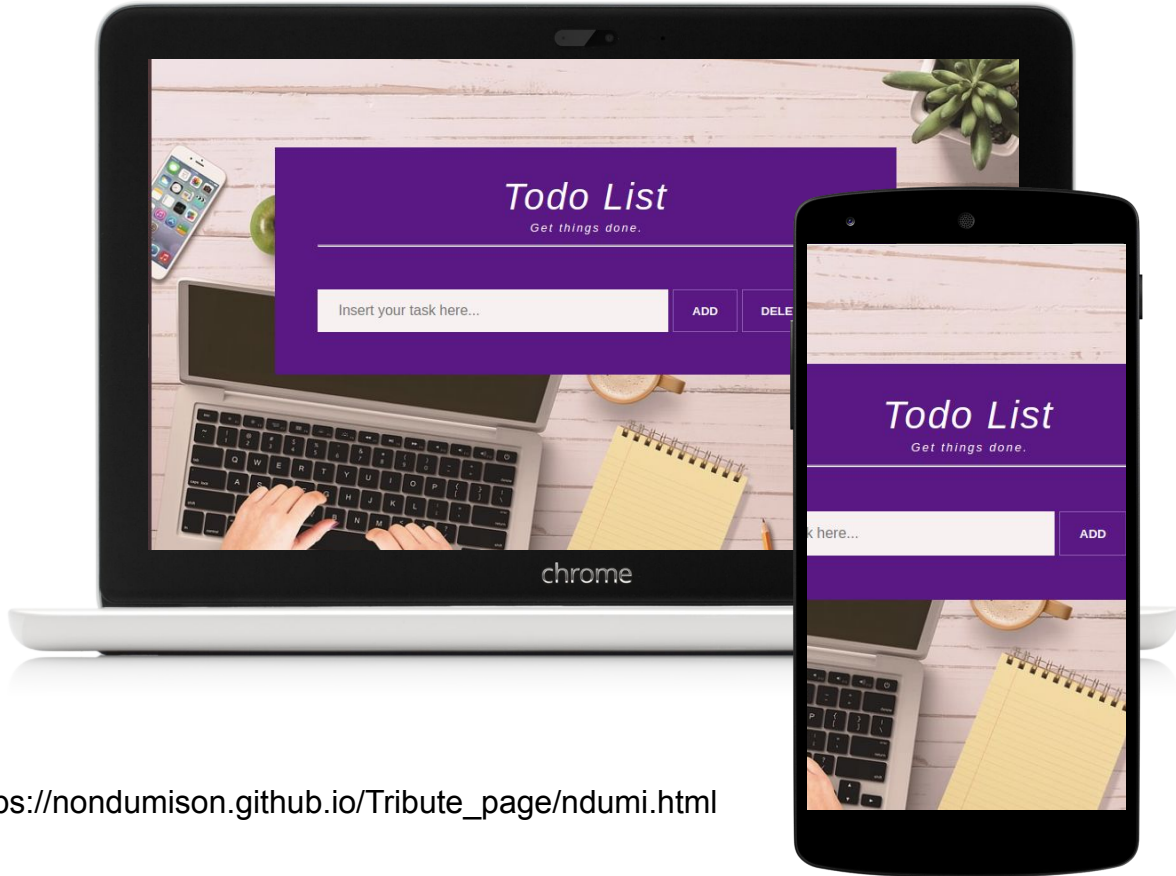 Todo List
Get things done.
Insert your task here...
ADD
DELE
chrome
Todo List
Get things done.
k here...
ADD
ps://nondumison.github.io/Tribute_page/ndumi.html